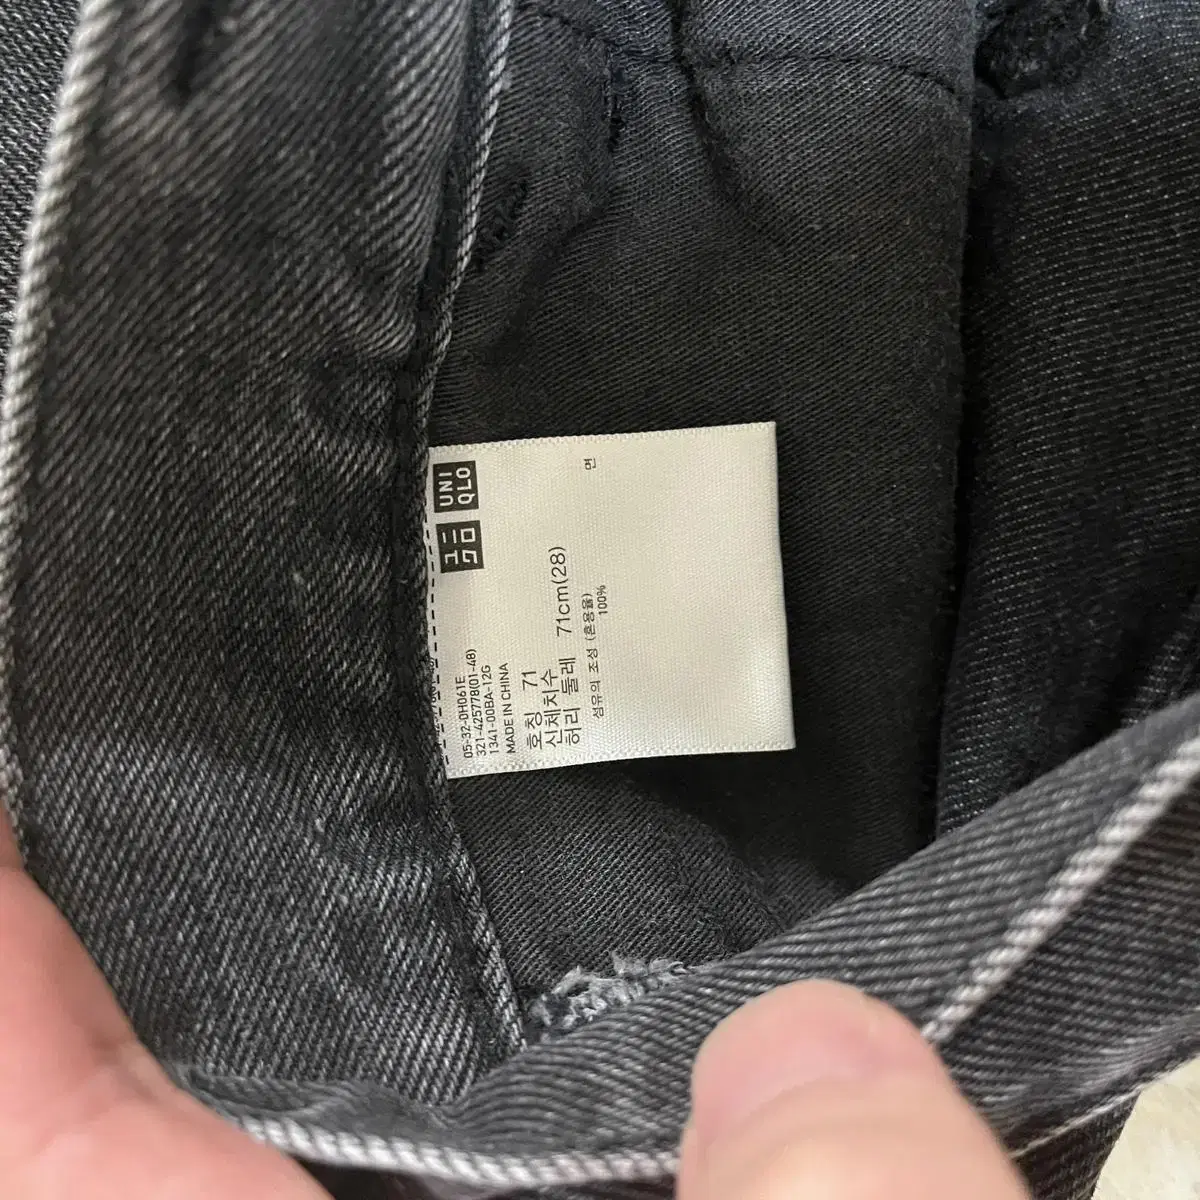 ユニ
クロ
UNI
QLO
05-32-0H061E
321-425778(01-48)
1341-00BA-12G
MADE IN CHINA
호칭 71
신체치수
허리 둘레 71cm(28)
섬유의 조성 (혼용율)
면 100%